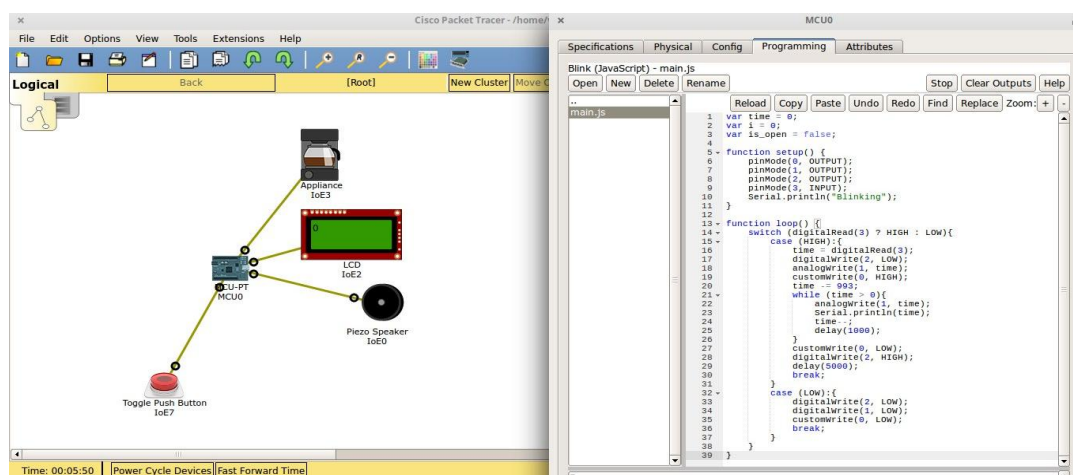 Cisco Packet Tracer - /home/
File Edit Options View Tools Extensions Help
Logical Back [Root] New Cluster Move C
Appliance
IoE3
0
LCD
IoE2
MCU-PT
MCU0
Piezo Speaker
IoE0
Toggle Push Button
IoE7
Time: 00:05:50 Power Cycle Devices Fast Forward Time
MCU0
Specifications Physical Config Programming Attributes
Blink (JavaScript) - main.js
Open New Delete Rename Stop Clear Outputs Help
..
main.js
Reload Copy Paste Undo Redo Find Replace Zoom: + -
1 var time = 0;
2 var i = 0;
3 var is_open = false;
4
5 function setup() {
6 pinMode(0, OUTPUT);
7 pinMode(1, OUTPUT);
8 pinMode(2, OUTPUT);
9 pinMode(3, INPUT);
10 Serial.println("Blinking");
11 }
12
13 function loop() {
14 switch (digitalRead(3) ? HIGH : LOW){
15 case (HIGH):{
16 time = digitalRead(3);
17 digitalWrite(2, LOW);
18 analogWrite(1, time);
19 customWrite(0, HIGH);
20 time -= 993;
21 while (time > 0){
22 analogWrite(1, time);
23 Serial.println(time);
24 time--;
25 delay(1000);
26 }
27 customWrite(0, LOW);
28 digitalWrite(2, HIGH);
29 delay(5000);
30 break;
31 }
32 case (LOW):{
33 digitalWrite(2, LOW);
34 digitalWrite(1, LOW);
35 customWrite(0, LOW);
36 break;
37 }
38 }
39 }